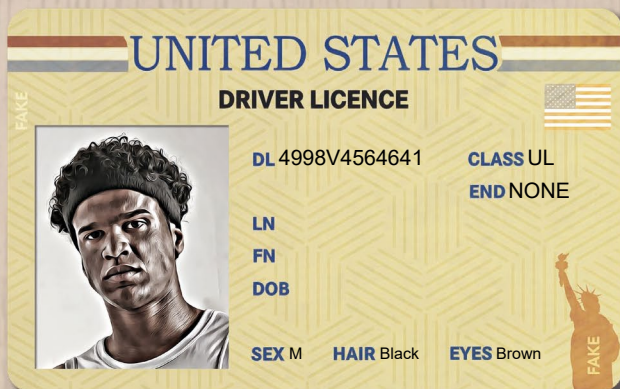 UNITED STATES
DRIVER LICENCE
FAKE
DL 4998V4564641 CLASS UL
END NONE
LN
FN
DOB
SEX M HAIR Black EYES Brown
FAKE